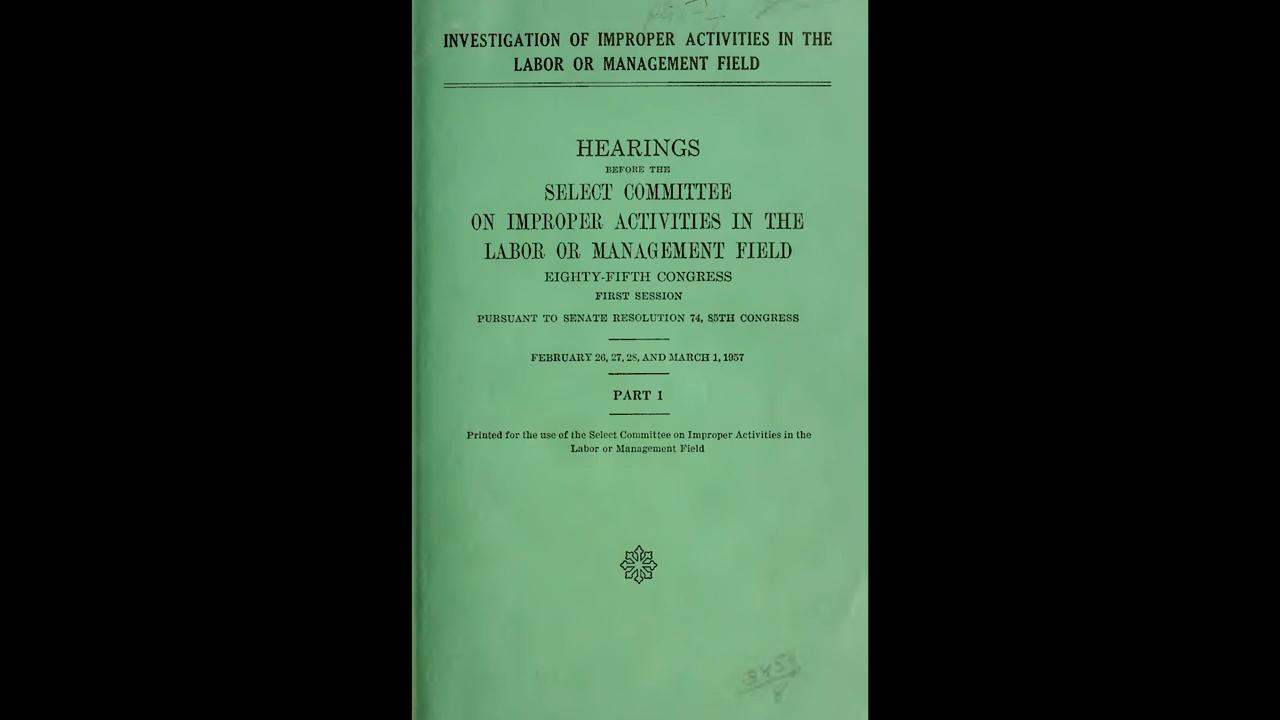 INVESTIGATION OF IMPROPER ACTIVITIES IN THE
LABOR OR MANAGEMENT FIELD
HEARINGS
BEFORE THE
SELECT COMMITTEE
ON IMPROPER ACTIVITIES IN THE
LABOR OR MANAGEMENT FIELD
EIGHTY-FIFTH CONGRESS
FIRST SESSION
PURSUANT TO SENATE RESOLUTION 74, 85TH CONGRESS
FEBRUARY 26, 27, 28, AND MARCH 1, 1957
PART 1
Printed for the use of the Select Committee on Improper Activities in the
Labor or Management Field